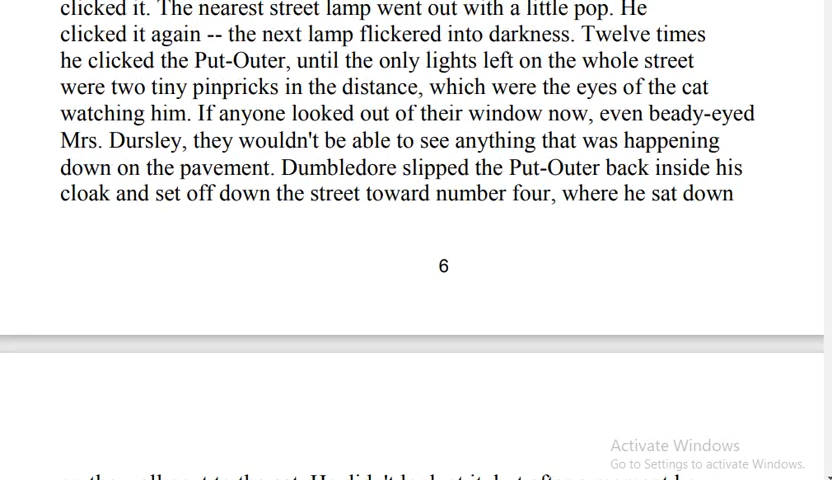 clicked it. The nearest street lamp went out with a little pop. He
clicked it again -- the next lamp flickered into darkness. Twelve times
he clicked the Put-Outer, until the only lights left on the whole street
were two tiny pinpricks in the distance, which were the eyes of the cat
watching him. If anyone looked out of their window now, even beady-eyed
Mrs. Dursley, they wouldn't be able to see anything that was happening
down on the pavement. Dumbledore slipped the Put-Outer back inside his
cloak and set off down the street toward number four, where he sat down
6
Activate Windows
Go to Settings to activate Windows.